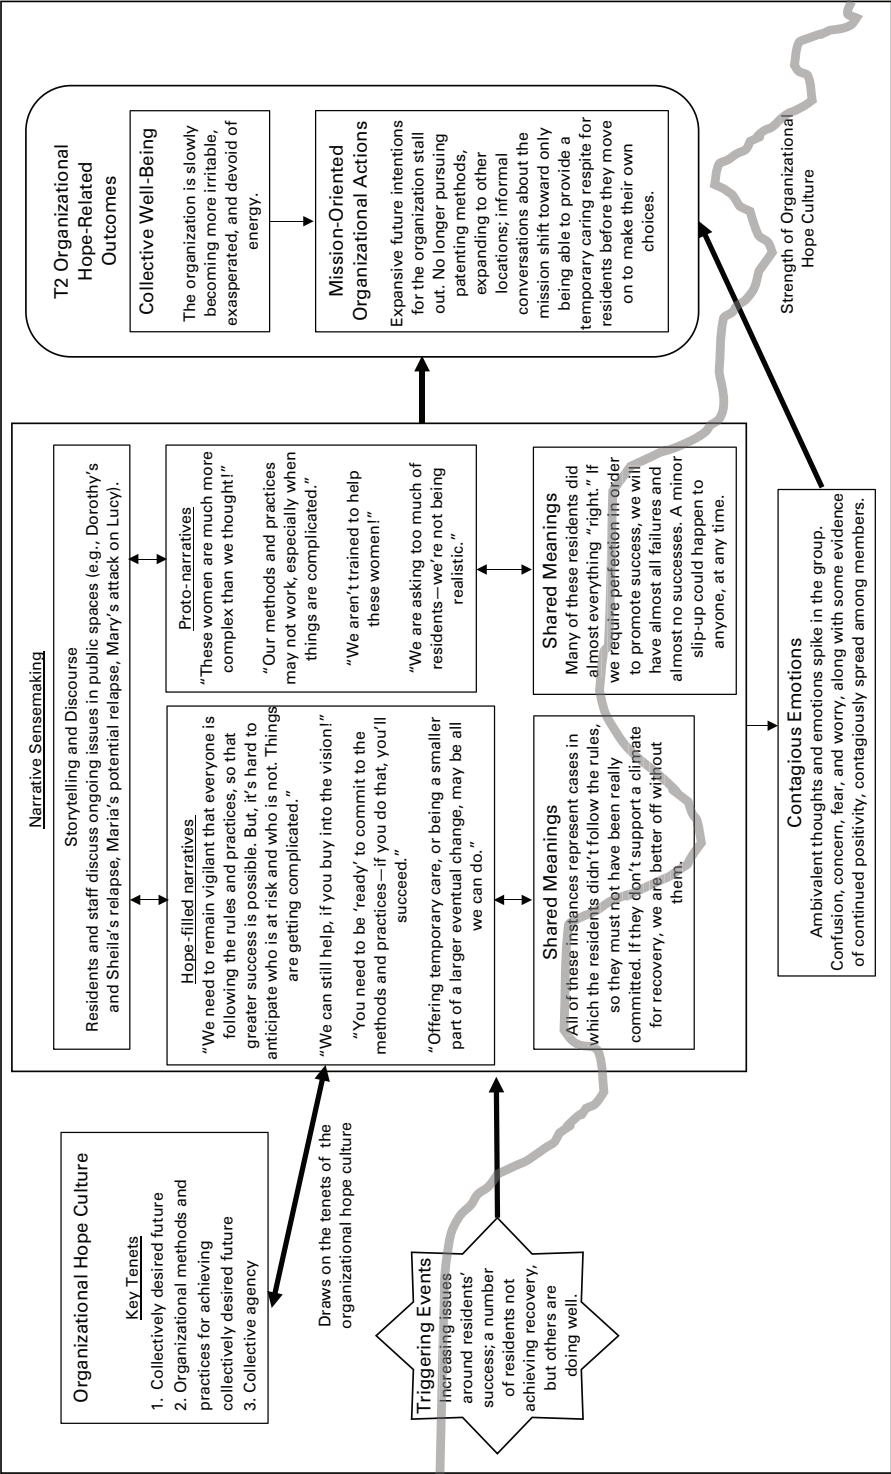 Organizational Hope Culture
Key Tenets
1. Collectively desired future
2. Organizational methods and
practices for achieving
collectively desired future
3. Collective agency
Draws on the tenets of the
organizational hope culture
Triggering Events
Increasing issues
around residents’
success; a number
of residents not
achieving recovery,
but others are
doing well.
Narrative Sensemaking
Storytelling and Discourse
Residents and staff discuss ongoing issues in public spaces (e.g., Dorothy’s
and Sheila’s relapse, Maria’s potential relapse, Mary’s attack on Lucy).
Hope-filled narratives
“We need to remain vigilant that everyone is
following the rules and practices, so that
greater success is possible. But, it’s hard to
anticipate who is at risk and who is not. Things
are getting complicated.”
“We can still help, if you buy into the vision!”
“You need to be ‘ready’ to commit to the
methods and practices—if you do that, you’ll
succeed.”
“Offering temporary care, or being a smaller
part of a larger eventual change, may be all
we can do.”
Shared Meanings
All of these instances represent cases in
which the residents didn’t follow the rules,
so they must not have been really
committed. If they don’t support a climate
for recovery, we are better off without
them.
Proto-narratives
“These women are much more
complex than we thought!”
“Our methods and practices
may not work, especially when
things are complicated.”
“We aren’t trained to help
these women!”
“We are asking too much of
residents—we’re not being
realistic.”
Shared Meanings
Many of these residents did
almost everything “right.” If
we require perfection in order
to promote success, we will
have almost all failures and
almost no successes. A minor
slip-up could happen to
anyone, at any time.
Contagious Emotions
Ambivalent thoughts and emotions spike in the group.
Confusion, concern, fear, and worry, along with some evidence
of continued positivity, contagiously spread among members.
T2 Organizational
Hope-Related
Outcomes
Collective Well-Being
The organization is slowly
becoming more irritable,
exasperated, and devoid of
energy.
Mission-Oriented
Organizational Actions
Expansive future intentions
for the organization stall
out. No longer pursuing
patenting methods,
expanding to other
locations; informal
conversations about the
mission shift toward only
being able to provide a
temporary caring respite for
residents before they move
on to make their own
choices.
Strength of Organizational
Hope Culture